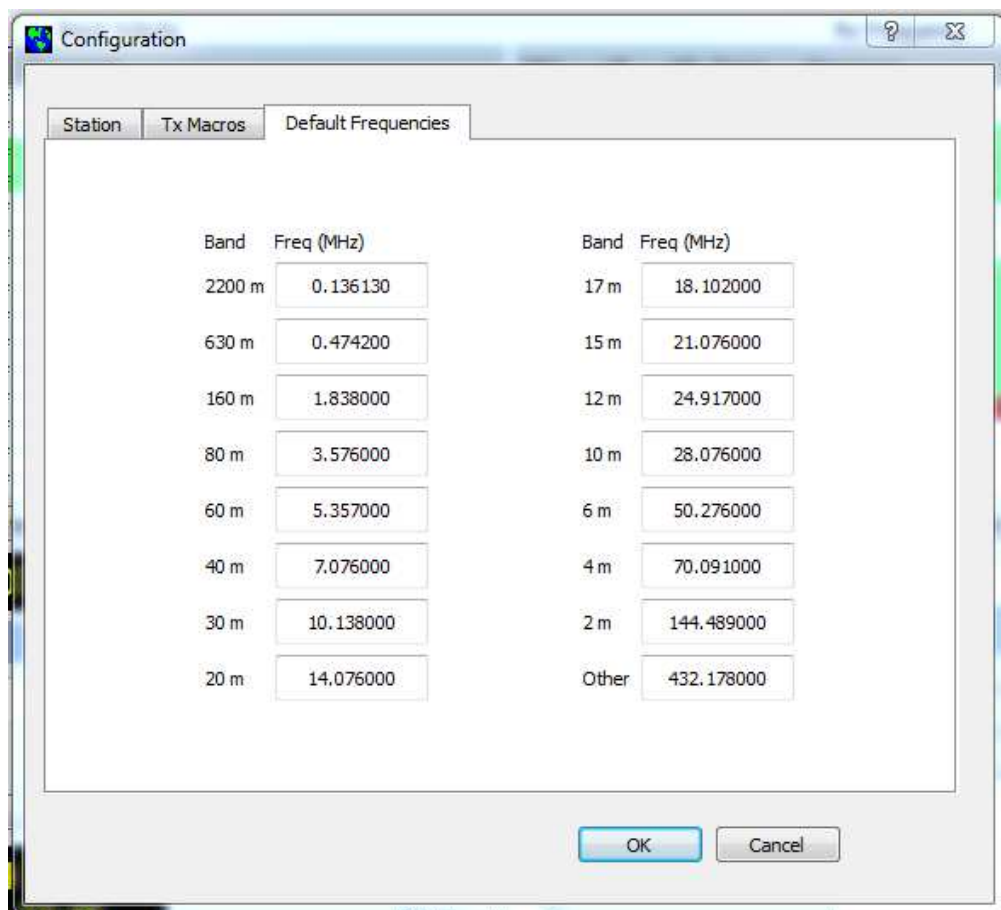 Configuration
Station Tx Macros Default Frequencies
Band Freq (MHz)
2200 m 0.136130
630 m 0.474200
160 m 1.838000
80 m 3.576000
60 m 5.357000
40 m 7.076000
30 m 10.138000
20 m 14.076000
Band Freq (MHz)
17 m 18.102000
15 m 21.076000
12 m 24.917000
10 m 28.076000
6 m 50.276000
4 m 70.091000
2 m 144.489000
Other 432.178000
OK Cancel